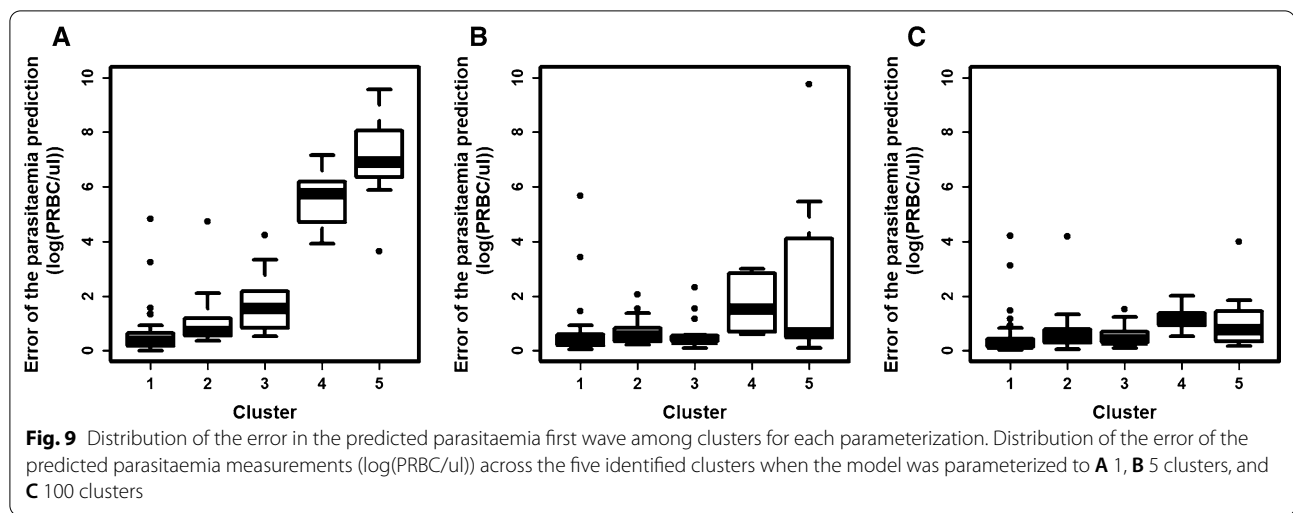 A
B
C
Error of the parasitaemia prediction
(log(PRBC/ul))
10
8
6
4
2
0
1 2 3 4 5
Cluster
Error of the parasitaemia prediction
(log(PRBC/ul))
10
8
6
4
2
0
1 2 3 4 5
Cluster
Error of the parasitaemia prediction
(log(PRBC/ul))
10
8
6
4
2
0
1 2 3 4 5
Cluster
Fig. 9 Distribution of the error in the predicted parasitaemia first wave among clusters for each parameterization. Distribution of the error of the
predicted parasitaemia measurements (log(PRBC/ul)) across the five identified clusters when the model was parameterized to A 1, B 5 clusters, and
C 100 clusters